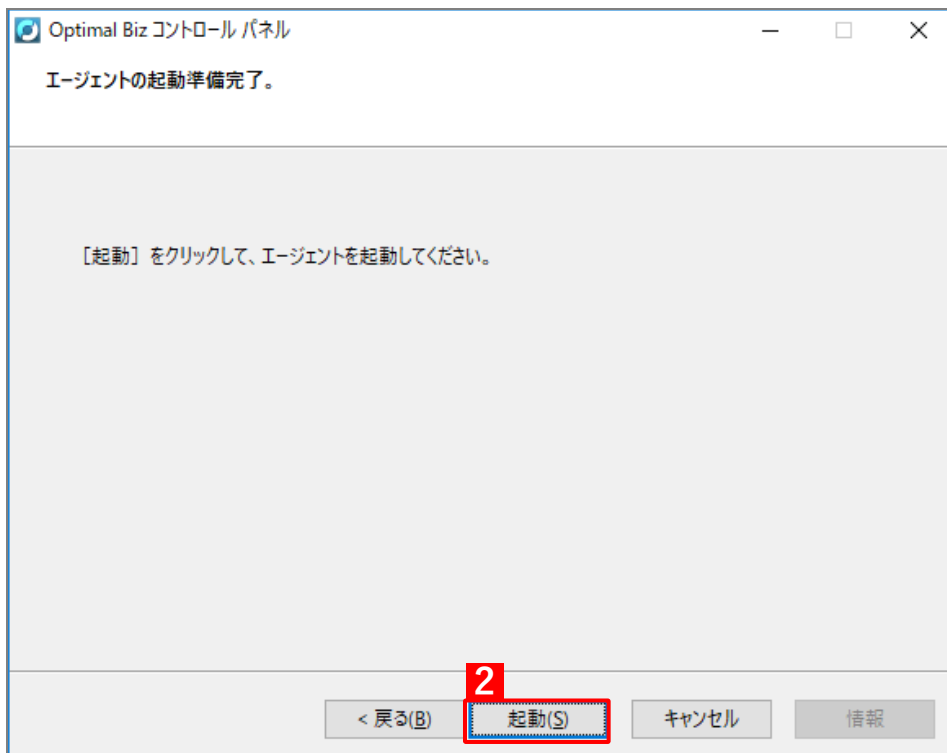 Optimal Biz コントロール パネル
エージェントの起動準備完了。
［起動］をクリックして、エージェントを起動してください。
2
< 戻る(B)　起動(S)　キャンセル　情報